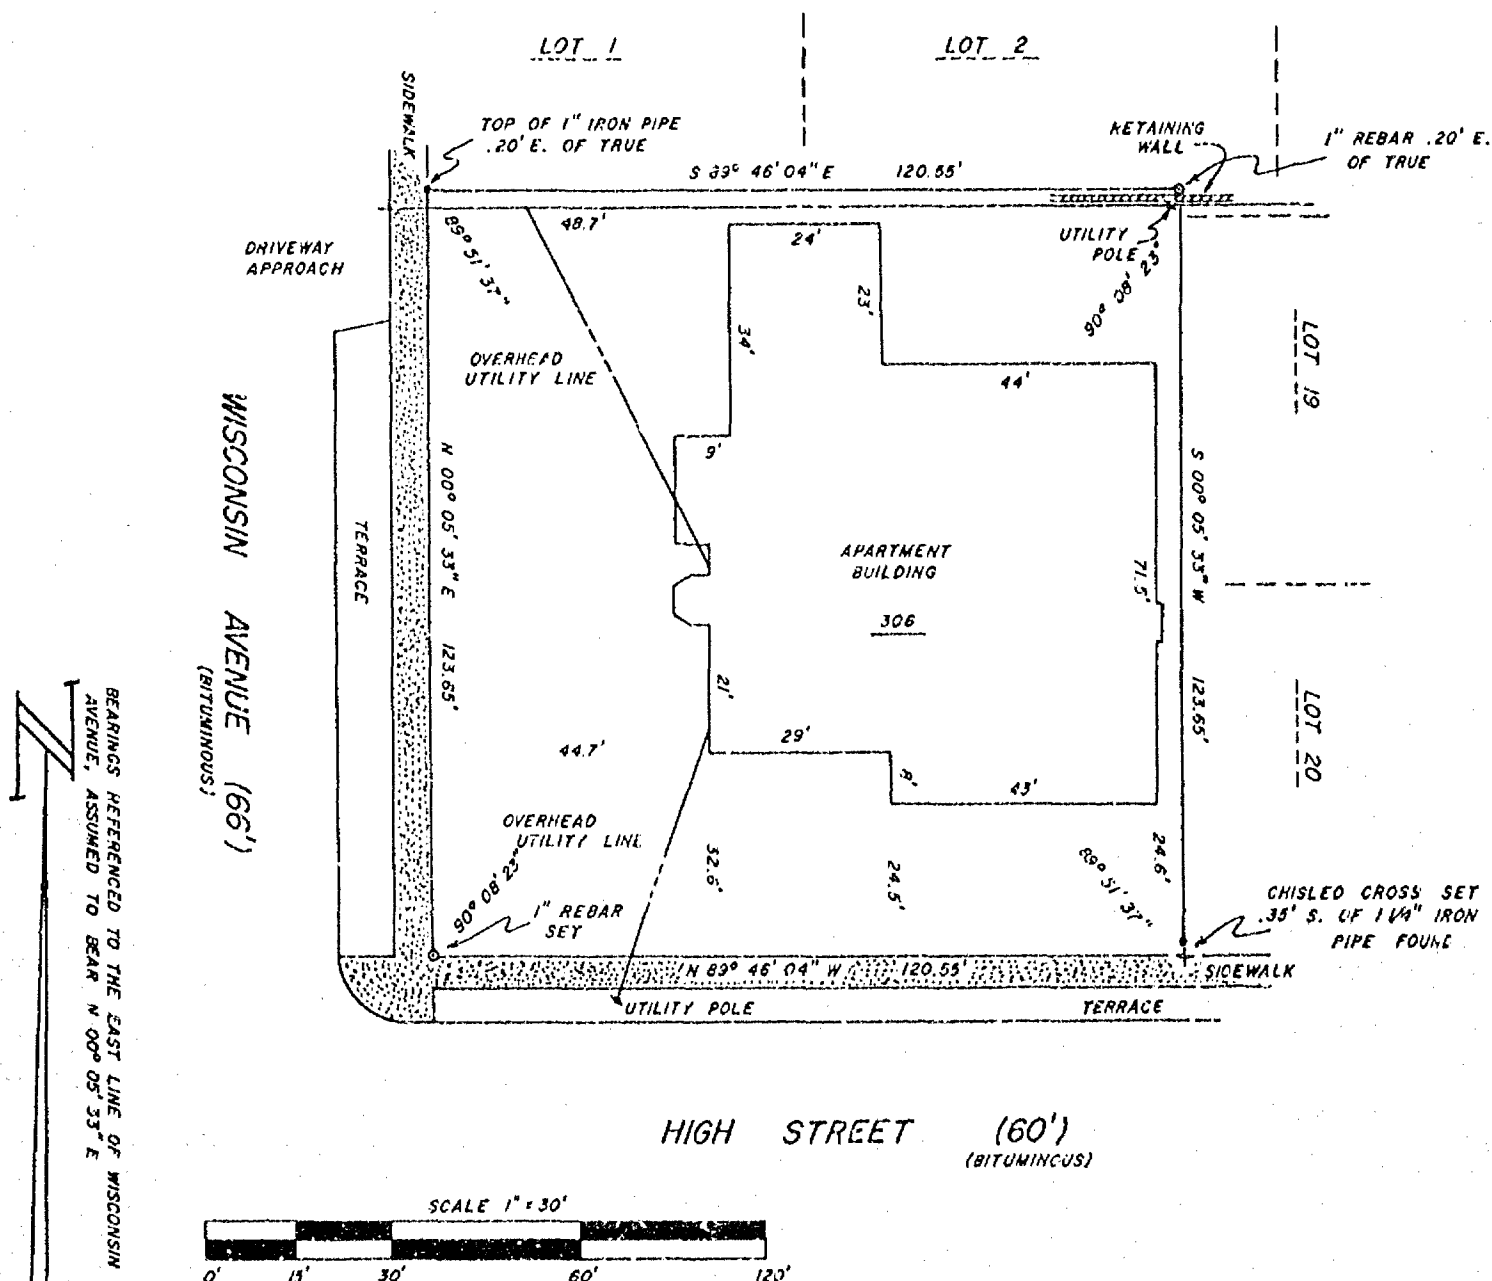 LOT 1
LOT 2
SIDEWALK
TOP OF 1" IRON PIPE
.20' E. OF TRUE
RETAINING
WALL
1" REBAR .20' E.
OF TRUE
S 89° 46' 04" E 120.55'
48.7'
89° 51' 37"
24'
UTILITY
POLE
90° 08' 23"
DRIVEWAY
APPROACH
23'
34'
OVERHEAD
UTILITY LINE
44'
LOT 19
9'
WISCONSIN AVENUE (66')
(BITUMINOUS)
TERRACE
N 00° 05' 33" E 123.65'
APARTMENT
BUILDING
306
71.5'
S 00° 05' 33" W 123.65'
21'
29'
44.7'
8'
43'
LOT 20
OVERHEAD
UTILITY LINE
90° 08' 23"
32.6'
24.5'
89° 51' 37"
24.6'
1" REBAR
SET
CHISLED CROSS SET
.35' S. OF 1 1/4" IRON
PIPE FOUND
N 89° 46' 04" W 120.55'
SIDEWALK
UTILITY POLE
TERRACE
BEARINGS REFERENCED TO THE EAST LINE OF WISCONSIN
AVENUE, ASSUMED TO BEAR N 00° 05' 33" E
HIGH STREET (60')
(BITUMINOUS)
SCALE 1" = 30'
0' 15' 30' 60' 120'